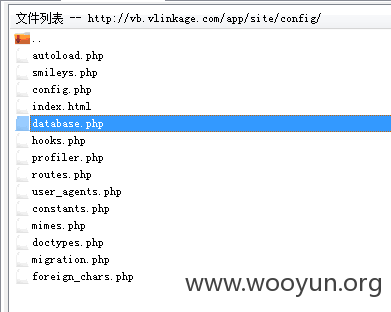 文件列表 -- http://vb.vlinkage.com/app/site/config/
..
autoload.php
smileys.php
config.php
index.html
database.php
hooks.php
profiler.php
routes.php
user_agents.php
constants.php
mimes.php
doctypes.php
migration.php
foreign_chars.php
www.wooyun.org